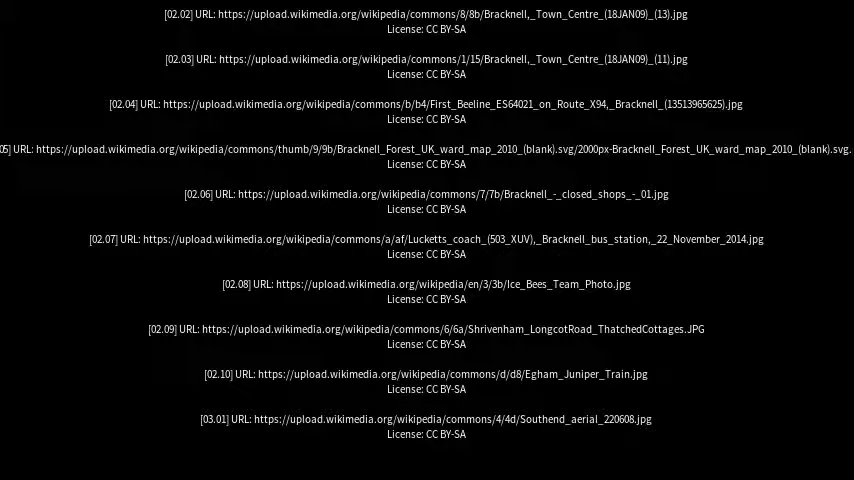 [02.02] URL: https://upload.wikimedia.org/wikipedia/commons/8/8b/Bracknell,_Town_Centre_(18JAN09)_(13).jpg
License: CC BY-SA
[02.03] URL: https://upload.wikimedia.org/wikipedia/commons/1/15/Bracknell,_Town_Centre_(18JAN09)_(11).jpg
License: CC BY-SA
[02.04] URL: https://upload.wikimedia.org/wikipedia/commons/b/b4/First_Beeline_ES64021_on_Route_X94,_Bracknell_(13513965625).jpg
License: CC BY-SA
05] URL: https://upload.wikimedia.org/wikipedia/commons/thumb/9/9b/Bracknell_Forest_UK_ward_map_2010_(blank).svg/2000px-Bracknell_Forest_UK_ward_map_2010_(blank).svg.
License: CC BY-SA
[02.06] URL: https://upload.wikimedia.org/wikipedia/commons/7/7b/Bracknell_-_closed_shops_-_01.jpg
License: CC BY-SA
[02.07] URL: https://upload.wikimedia.org/wikipedia/commons/a/af/Lucketts_coach_(503_XUV),_Bracknell_bus_station,_22_November_2014.jpg
License: CC BY-SA
[02.08] URL: https://upload.wikimedia.org/wikipedia/en/3/3b/Ice_Bees_Team_Photo.jpg
License: CC BY-SA
[02.09] URL: https://upload.wikimedia.org/wikipedia/commons/6/6a/Shrivenham_LongcotRoad_ThatchedCottages.JPG
License: CC BY-SA
[02.10] URL: https://upload.wikimedia.org/wikipedia/commons/d/d8/Egham_Juniper_Train.jpg
License: CC BY-SA
[03.01] URL: https://upload.wikimedia.org/wikipedia/commons/4/4d/Southend_aerial_220608.jpg
License: CC BY-SA